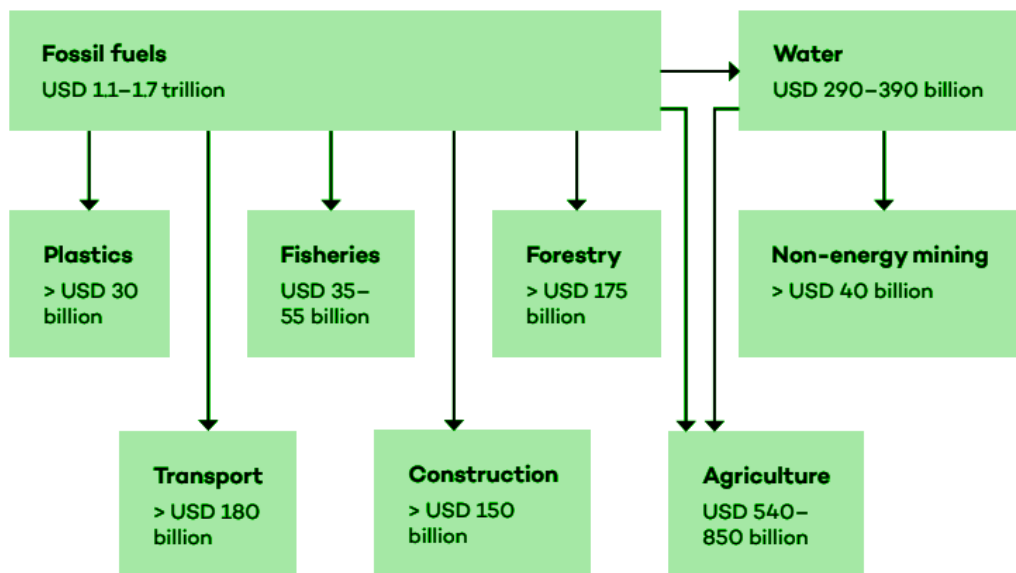 Fossil fuels
USD 1.1–1.7 trillion
Water
USD 290–390 billion
Plastics
> USD 30
billion
Fisheries
USD 35–
55 billion
Forestry
> USD 175
billion
Non-energy mining
> USD 40 billion
Transport
> USD 180
billion
Construction
> USD 150
billion
Agriculture
USD 540–
850 billion